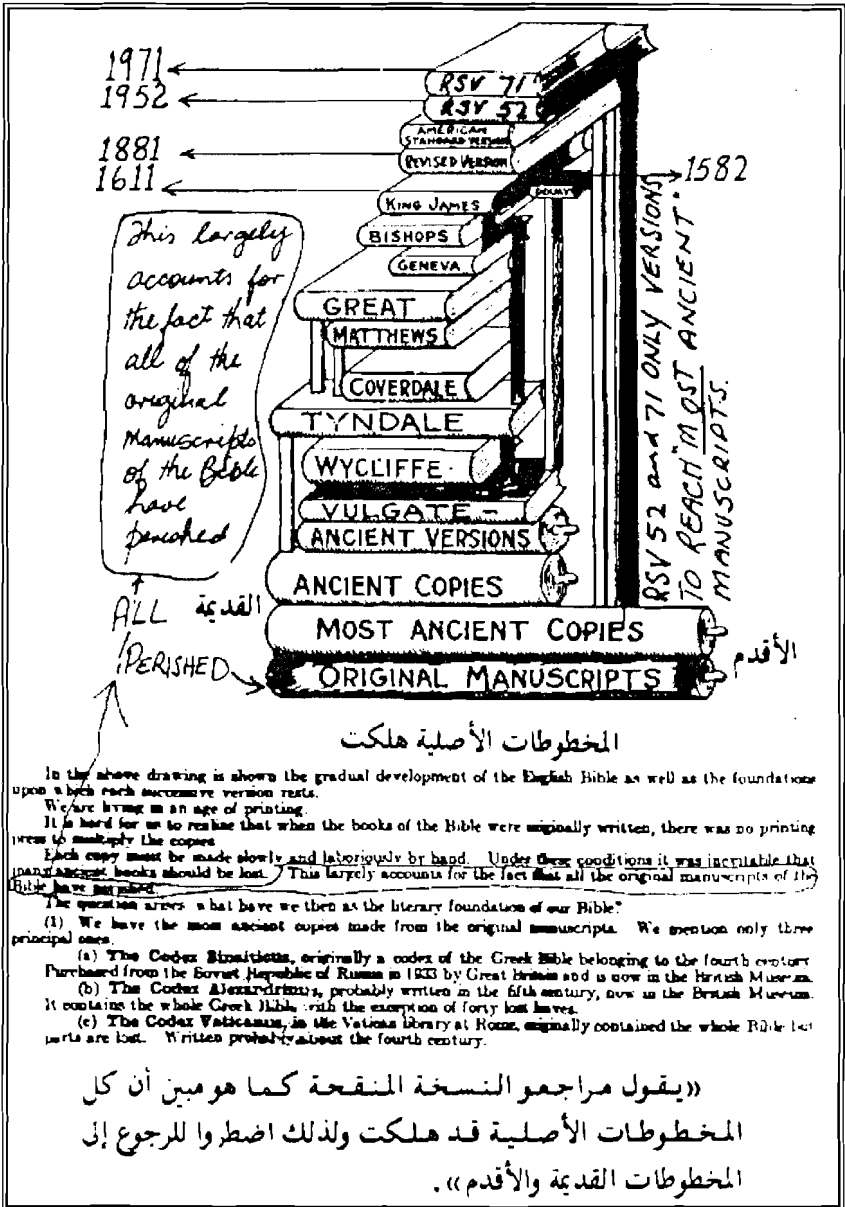 1971
1952
1881
1611
1582
RSV 71
RSV 52
AMERICAN
STANDARD VERSION
REVISED VERSION
DOUAY
KING JAMES
BISHOPS
GENEVA
GREAT
MATTHEWS
COVERDALE
TYNDALE
WYCLIFFE
VULGATE
ANCIENT VERSIONS
ANCIENT COPIES
MOST ANCIENT COPIES
ORIGINAL MANUSCRIPTS
This largely
accounts for
the fact that
all of the
original
Manuscripts
of the Bible
have
perished
ALL
PERISHED
القديمة
الأقدم
RSV 52 and 71 ONLY VERSIONS
TO REACH "MOST ANCIENT"
MANUSCRIPTS.
المخطوطات الأصلية هلكت
In the above drawing is shown the gradual development of the English Bible as well as the foundations
upon which each successive version rests.
We are living in an age of printing.
It is hard for us to realise that when the books of the Bible were originally written, there was no printing
press to multiply the copies
Each copy must be made slowly and laboriously by hand. Under these conditions it was inevitable that
many ancient books should be lost. This largely accounts for the fact that all the original manuscripts of the
Bible have perished.
The question arises what have we then as the literary foundation of our Bible?
(1) We have the most ancient copies made from the original manuscripts. We mention only three
principal ones.
(a) The Codex Sinaiticus, originally a codex of the Greek Bible belonging to the fourth century
Purchased from the Soviet Republic of Russia in 1933 by Great Britain and is now in the British Museum.
(b) The Codex Alexandrinus, probably written in the fifth century, now in the British Museum.
It contains the whole Greek Bible with the exception of forty lost leaves.
(c) The Codex Vaticanus, in the Vatican library at Rome, originally contained the whole Bible but
parts are lost. Written probably about the fourth century.
«يقول مراجعو النسخة المنقحة كما هو مبين أن كل
المخطوطات الأصلية قد هلكت ولذلك اضطروا للرجوع إلى
المخطوطات القديمة والأقدم».